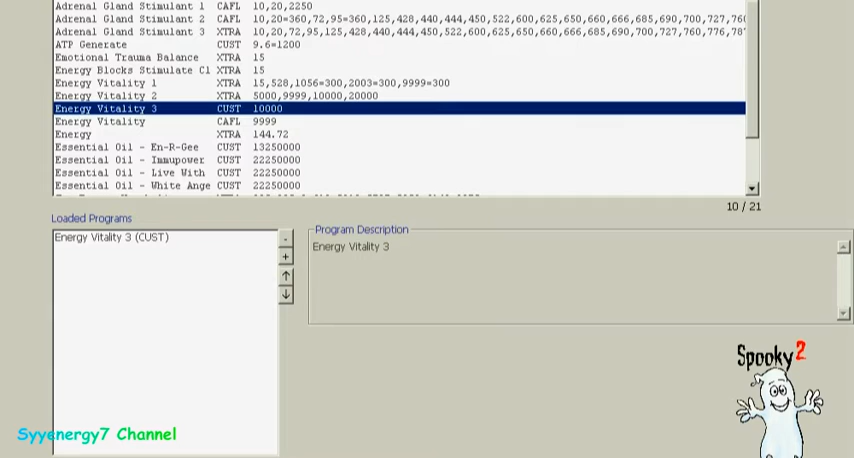 Adrenal Gland Stimulant 1 CAFL 10,20,2250
Adrenal Gland Stimulant 2 CAFL 10,20=360,72,95=360,125,428,440,444,450,522,600,625,650,660,666,685,690,700,727,760
Adrenal Gland Stimulant 3 XTRA 10,20,72,95,125,428,440,444,450,522,600,625,650,660,666,685,690,700,727,760,776,787
ATP Generate CUST 9.6=1200
Emotional Trauma Balance XTRA 15
Energy Blocks Stimulate Cl XTRA 15
Energy Vitality 1 XTRA 15,528,1056=300,2003=300,9999=300
Energy Vitality 2 XTRA 5000,9999,10000,20000
Energy Vitality 3 CUST 10000
Energy Vitality CAFL 9999
Energy XTRA 144.72
Essential Oil - En-R-Gee CUST 13250000
Essential Oil - Immupower CUST 22250000
Essential Oil - Live With CUST 22250000
Essential Oil - White Ange CUST 22250000
10 / 21
Loaded Programs
Energy Vitality 3 (CUST)
-
+
Program Description
Energy Vitality 3
Spooky2
Syyenergy7 Channel